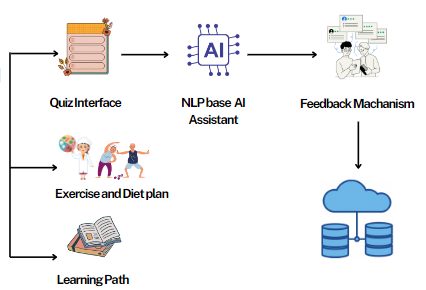 AI
Quiz Interface
NLP base AI
Assistant
Feedback Machanism
Exercise and Diet plan
Learning Path